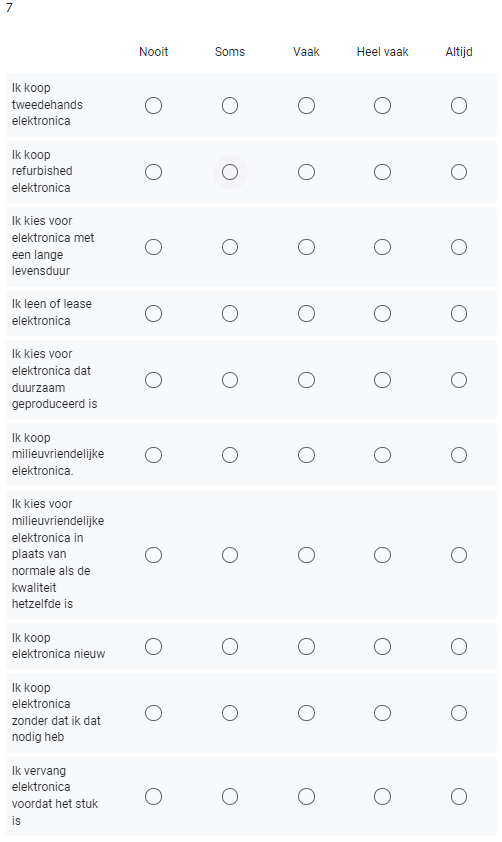 7
Nooit Soms Vaak Heel vaak Altijd
Ik koop
tweedehands
elektronica
Ik koop
refurbished
elektronica
Ik kies voor
elektronica met
een lange
levensduur
Ik leen of lease
elektronica
Ik kies voor
elektronica dat
duurzaam
geproduceerd is
Ik koop
milieuvriendelijke
elektronica.
Ik kies voor
milieuvriendelijke
elektronica in
plaats van
normale als de
kwaliteit
hetzelfde is
Ik koop
elektronica nieuw
Ik koop
elektronica
zonder dat ik dat
nodig heb
Ik vervang
elektronica
voordat het stuk
is